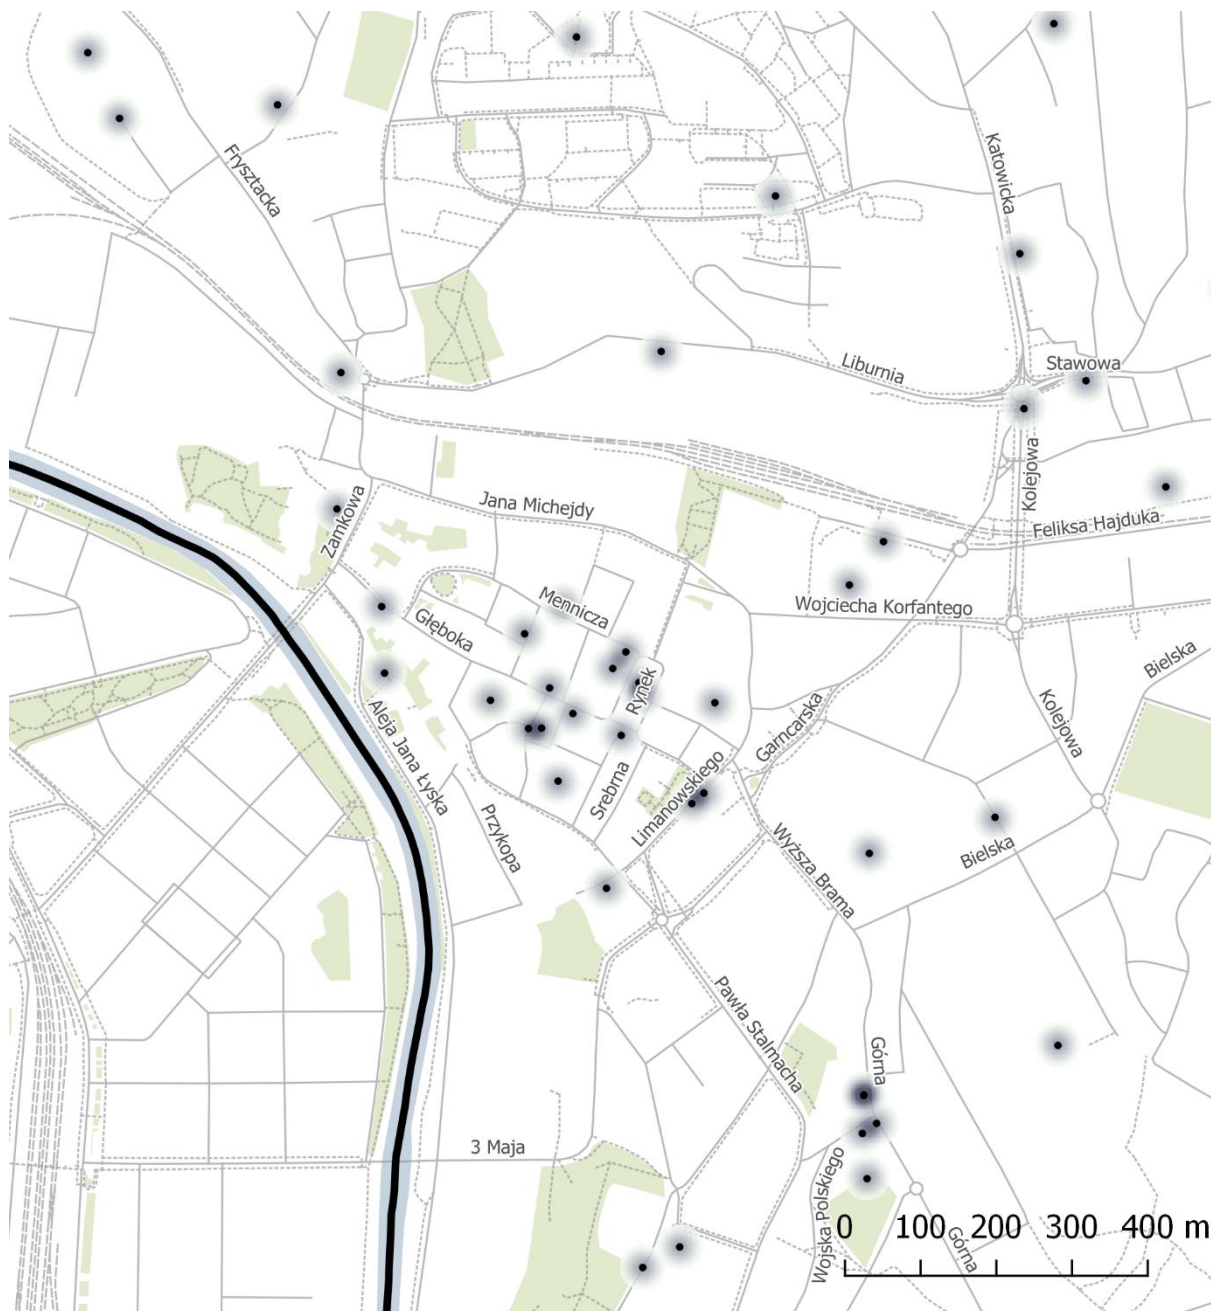 Katowicka
Frysztacka
Liburnia
Stawowa
Kolejowa
Jana Michejdy
Zamkowa
Feliksa Hajduka
Mennicza
Wojciecha Korfantego
Głęboka
Bielska
Rynek
Kolejowa
Garncarska
Aleja Jana Łyska
Srebrna
Limanowskiego
Przykopa
Wyższa Brama
Bielska
Pawła Stalmacha
Górna
3 Maja
Wojska Polskiego
0 100 200 300 400 m
Górna